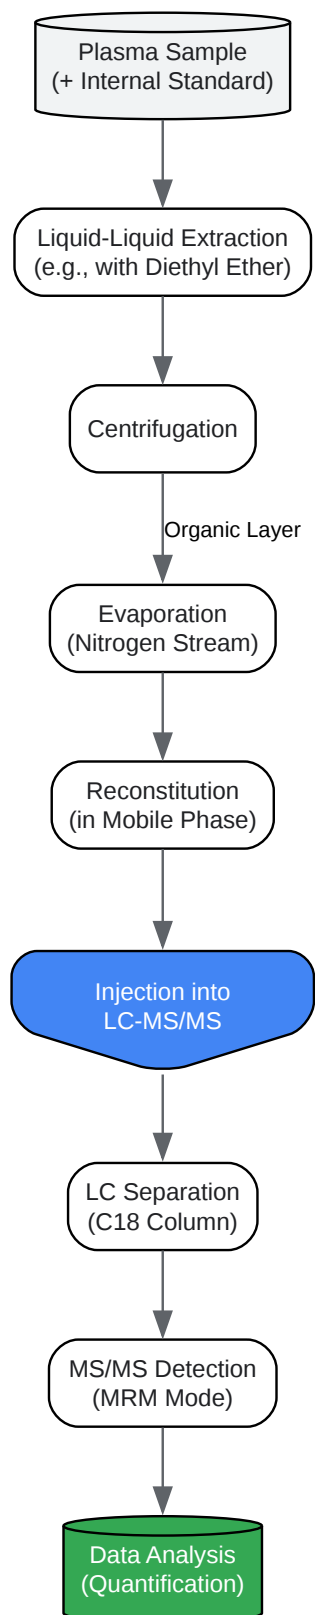 Plasma Sample
(+ Internal Standard)
Liquid-Liquid Extraction
(e.g., with Diethyl Ether)
Centrifugation
Organic Layer
Evaporation
(Nitrogen Stream)
Reconstitution
(in Mobile Phase)
Injection into
LC-MS/MS
LC Separation
(C18 Column)
MS/MS Detection
(MRM Mode)
Data Analysis
(Quantification)